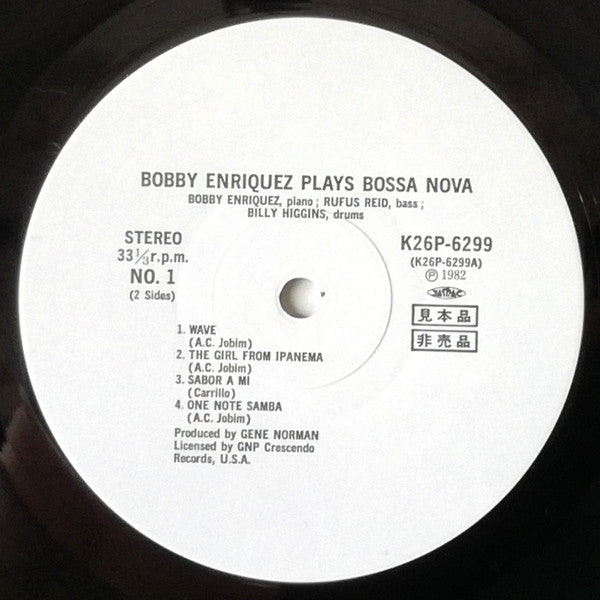 BOBBY ENRIQUEZ PLAYS BOSSA NOVA
BOBBY ENRIQUEZ, piano; RUFUS REID, bass;
BILLY HIGGINS, drums
STEREO
33⅓r.p.m.
NO. 1
(2 Sides)
K26P-6299
(K26P-6299A)
℗ 1982
JASRAC
見本品
非売品
1. WAVE
(A.C. Jobim)
2. THE GIRL FROM IPANEMA
(A.C. Jobim)
3. SABOR A MI
(Carrillo)
4. ONE NOTE SAMBA
(A.C. Jobim)
Produced by GENE NORMAN
Licensed by GNP Crescendo
Records, U.S.A.